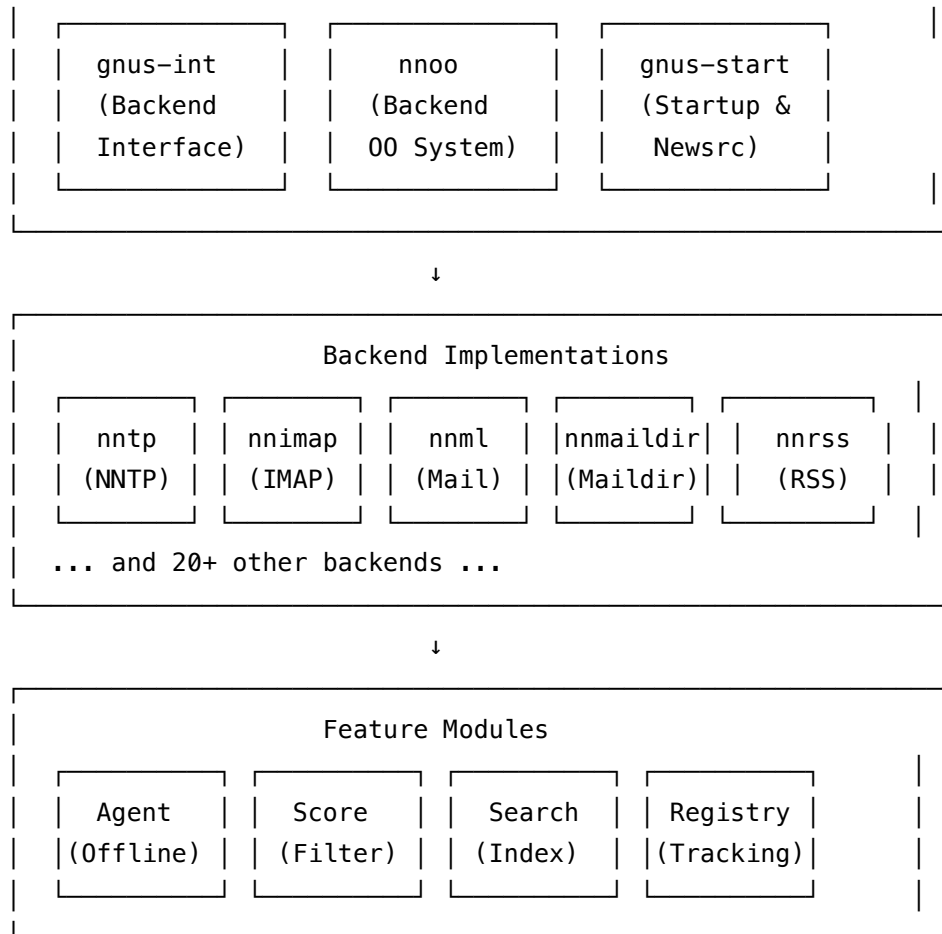 gnus-int nnoo gnus-start
(Backend (Backend (Startup &
Interface) OO System) Newsrc)
↓
Backend Implementations
nntp nnimap nnml nnmaildir nnrss
(NNTP) (IMAP) (Mail) (Maildir) (RSS)
... and 20+ other backends ...
↓
Feature Modules
Agent Score Search Registry
(Offline) (Filter) (Index) (Tracking)